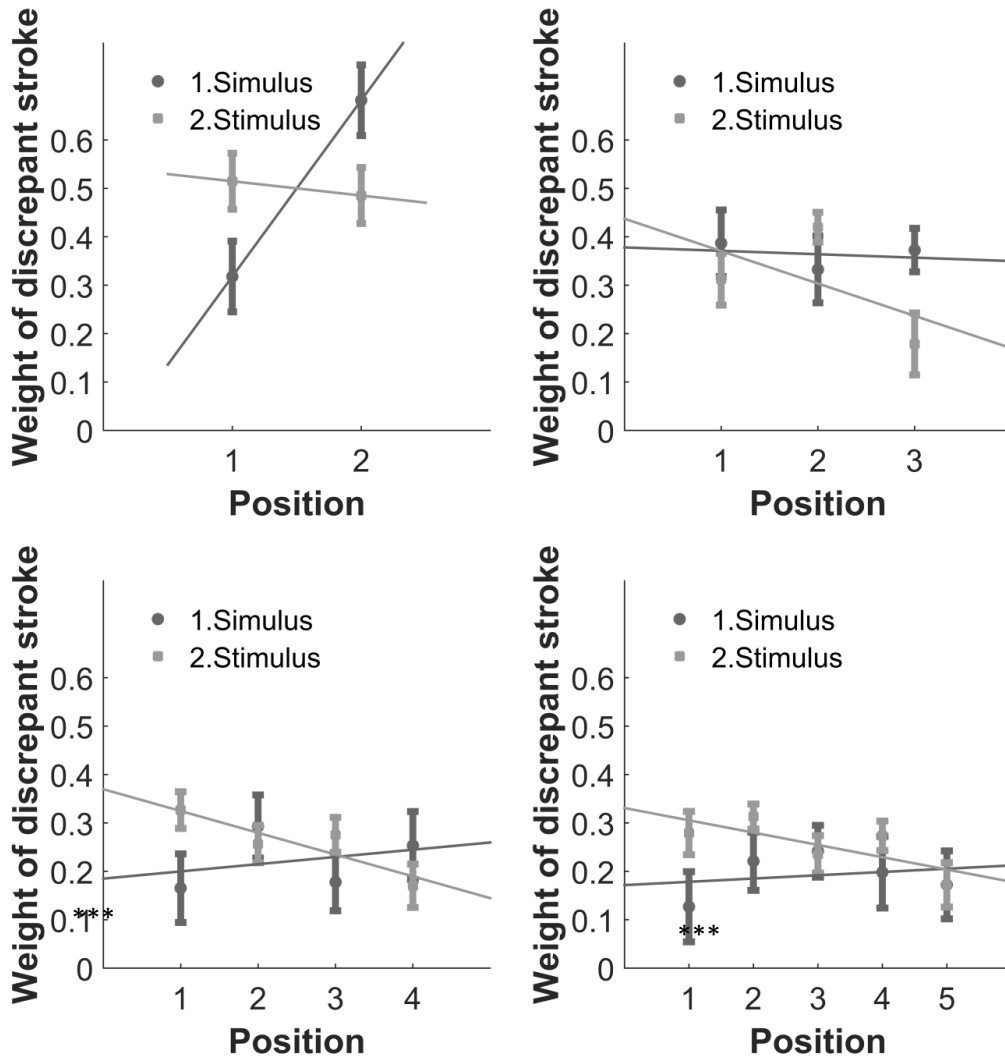 Weight of discrepant stroke
1.Simulus
2.Stimulus
0.6
0.5
0.4
0.3
0.2
0.1
0
1 2
Position
Weight of discrepant stroke
1.Simulus
2.Stimulus
0.6
0.5
0.4
0.3
0.2
0.1
0
1 2 3
Position
Weight of discrepant stroke
1.Simulus
2.Stimulus
0.6
0.5
0.4
0.3
0.2
0.1
***
0
1 2 3 4
Position
Weight of discrepant stroke
1.Simulus
2.Stimulus
0.6
0.5
0.4
0.3
0.2
0.1
***
0
1 2 3 4 5
Position